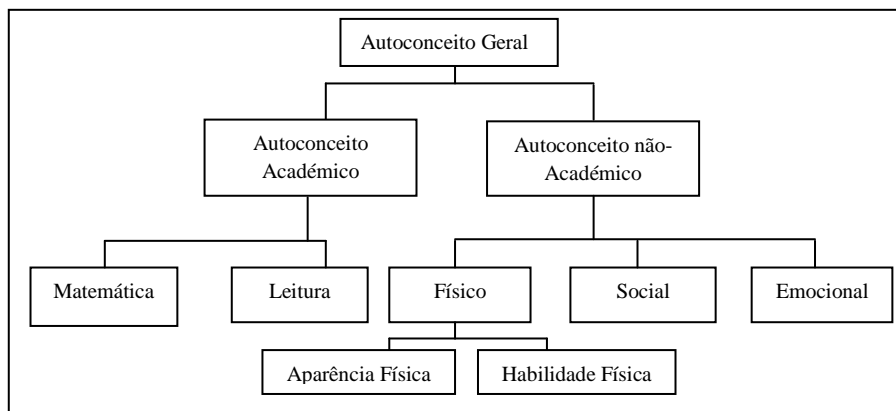 Autoconceito Geral
Autoconceito
Académico
Autoconceito não-
Académico
Matemática
Leitura
Físico
Social
Emocional
Aparência Física
Habilidade Física